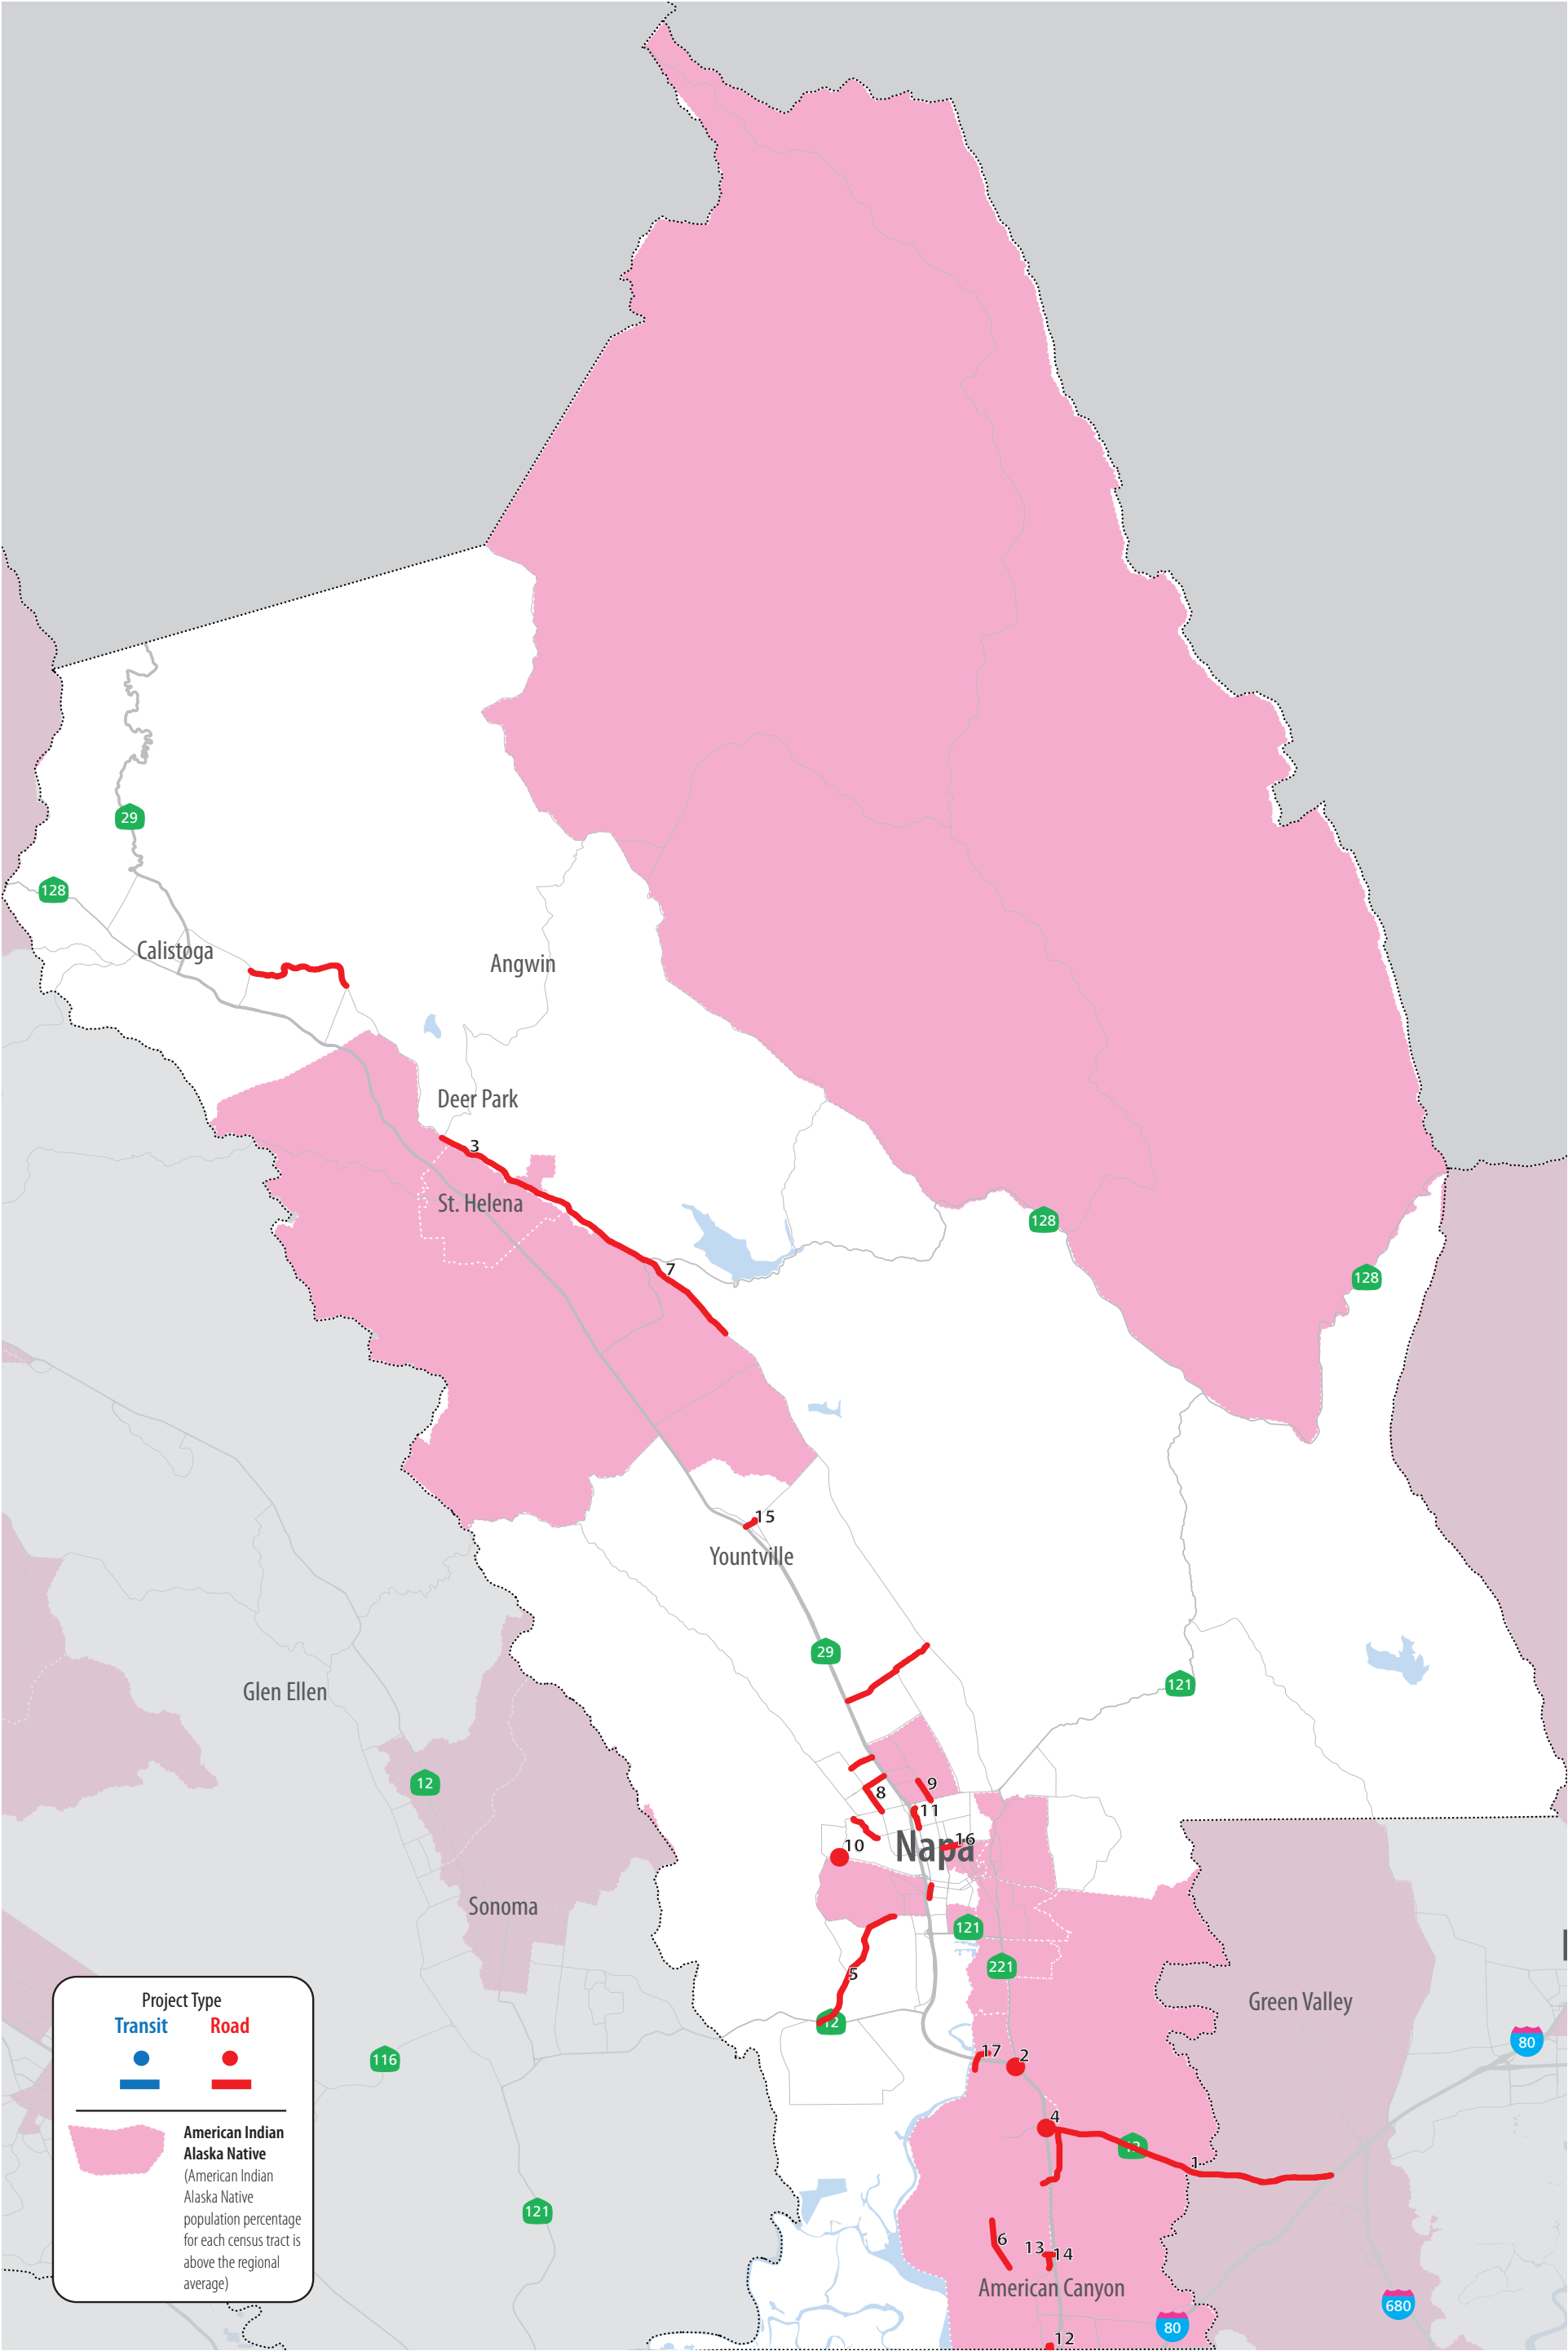 29
128
Calistoga
Angwin
Deer Park
3
St. Helena
128
7
128
15
Yountville
29
121
Glen Ellen
12
9
8
11
16
Napa
10
Sonoma
121
5
221
Green Valley
12
80
116
17
2
4
12
1
121
6
13
14
American Canyon
680
80
12
Project Type
Transit Road
American Indian
Alaska Native
(American Indian
Alaska Native
population percentage
for each census tract is
above the regional
average)